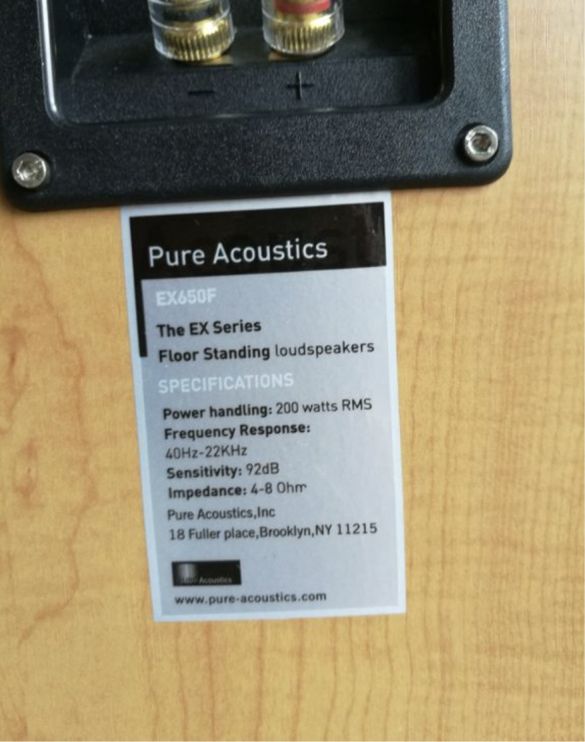 − +
Pure Acoustics
EX650F
The EX Series
Floor Standing loudspeakers
SPECIFICATIONS
Power handling: 200 watts RMS
Frequency Response:
40Hz-22KHz
Sensitivity: 92dB
Impedance: 4-8 Ohm
Pure Acoustics,Inc
18 Fuller place,Brooklyn,NY 11215
Acoustics
www.pure-acoustics.com